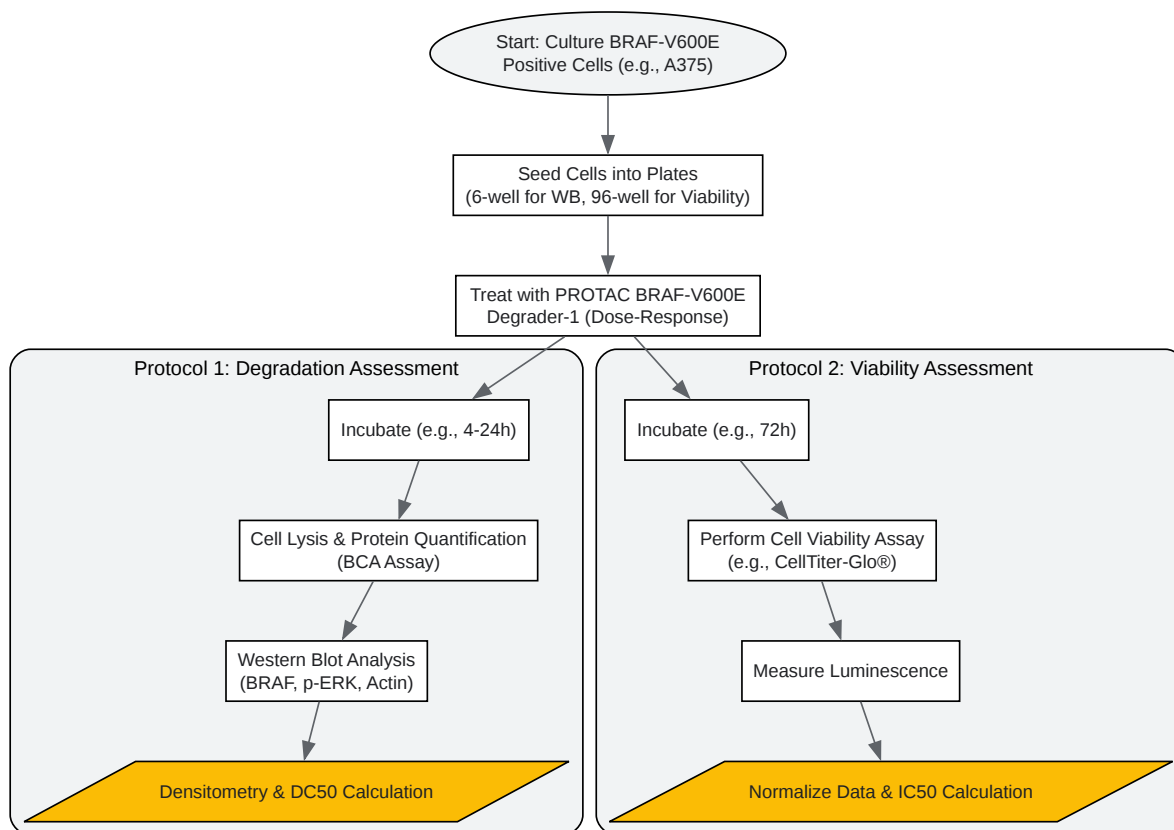 Start: Culture BRAF-V600E
Positive Cells (e.g., A375)
Seed Cells into Plates
(6-well for WB, 96-well for Viability)
Treat with PROTAC BRAF-V600E
Degrader-1 (Dose-Response)
Protocol 1: Degradation Assessment
Incubate (e.g., 4-24h)
Cell Lysis & Protein Quantification
(BCA Assay)
Western Blot Analysis
(BRAF, p-ERK, Actin)
Densitometry & DC50 Calculation
Protocol 2: Viability Assessment
Incubate (e.g., 72h)
Perform Cell Viability Assay
(e.g., CellTiter-Glo®)
Measure Luminescence
Normalize Data & IC50 Calculation